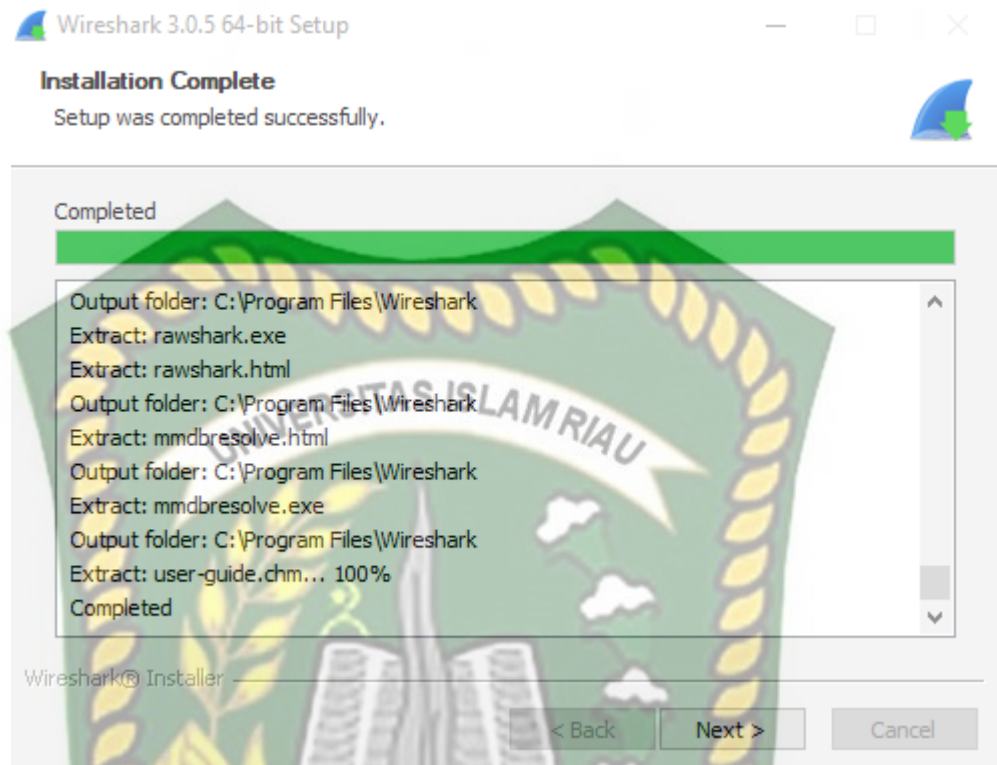 Wireshark 3.0.5 64-bit Setup
Installation Complete
Setup was completed successfully.
Completed
Output folder: C:\Program Files\Wireshark
Extract: rawshark.exe
Extract: rawshark.html
Output folder: C:\Program Files\Wireshark
Extract: mmdbresolve.html
Output folder: C:\Program Files\Wireshark
Extract: mmdbresolve.exe
Output folder: C:\Program Files\Wireshark
Extract: user-guide.chm... 100%
Completed
UNIVERSITAS ISLAM RIAU
Wireshark® Installer
< Back Next > Cancel